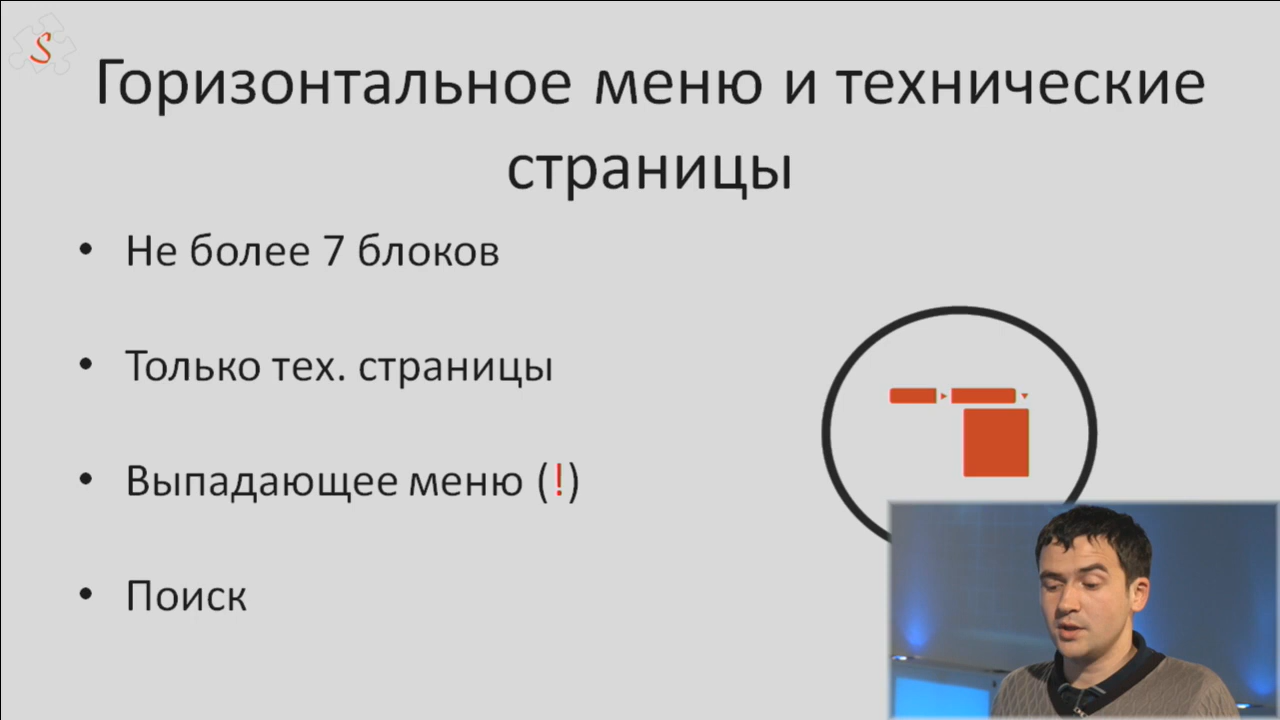 S
Горизонтальное меню и технические
страницы
• Не более 7 блоков
• Только тех. страницы
• Выпадающее меню (!)
• Поиск